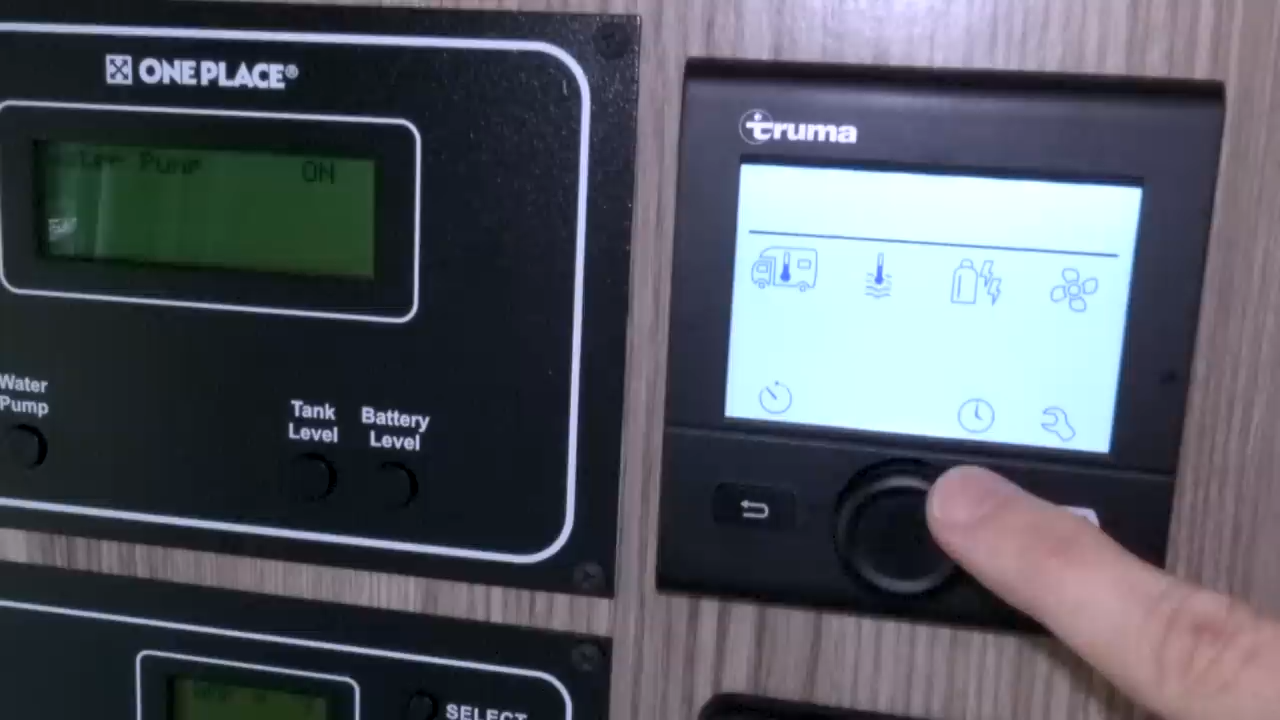 ONE PLACE®
Pump ON
Water
Pump
Tank
Level
Battery
Level
truma
SELECT